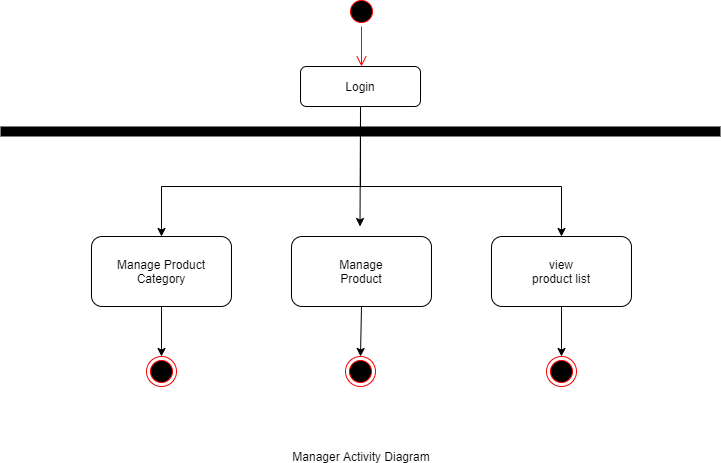 Login
Manage Product
Category
Manage
Product
view
product list
Manager Activity Diagram